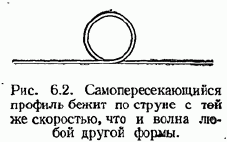 Рис. 6.2. Самопересекающийся
профиль бежит по струне с той
же скоростью, что и волна лю-
бой другой формы.